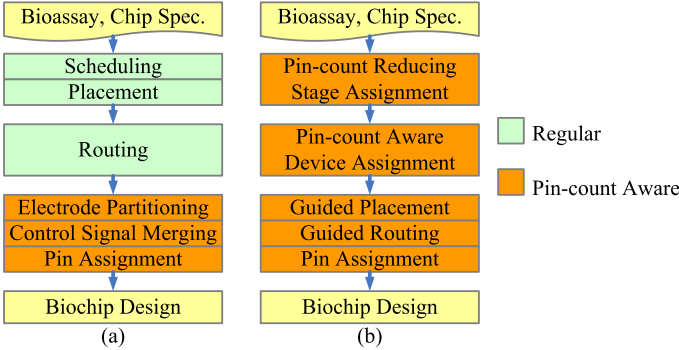 Bioassay, Chip Spec.
Scheduling
Placement
Routing
Electrode Partitioning
Control Signal Merging
Pin Assignment
Biochip Design
(a)
Bioassay, Chip Spec.
Pin-count Reducing
Stage Assignment
Pin-count Aware
Device Assignment
Guided Placement
Guided Routing
Pin Assignment
Biochip Design
(b)
Regular
Pin-count Aware